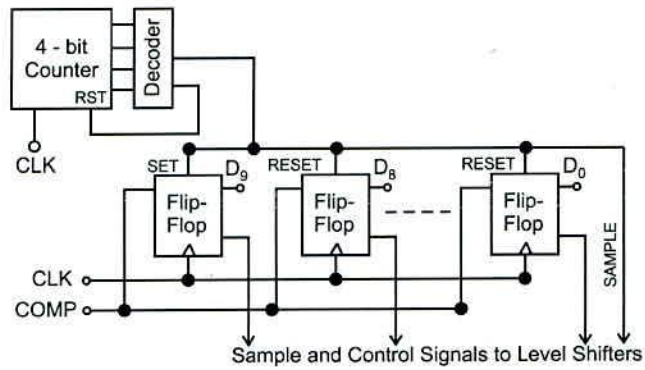 4 - bit
Counter
RST
Decoder
CLK
SET
D9
RESET
D8
RESET
D0
Flip-
Flop
Flip-
Flop
Flip-
Flop
SAMPLE
CLK
COMP
Sample and Control Signals to Level Shifters